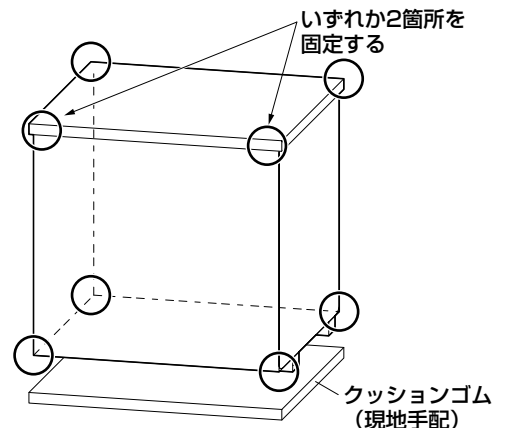 いずれか2箇所を
固定する
クッションゴム
（現地手配）